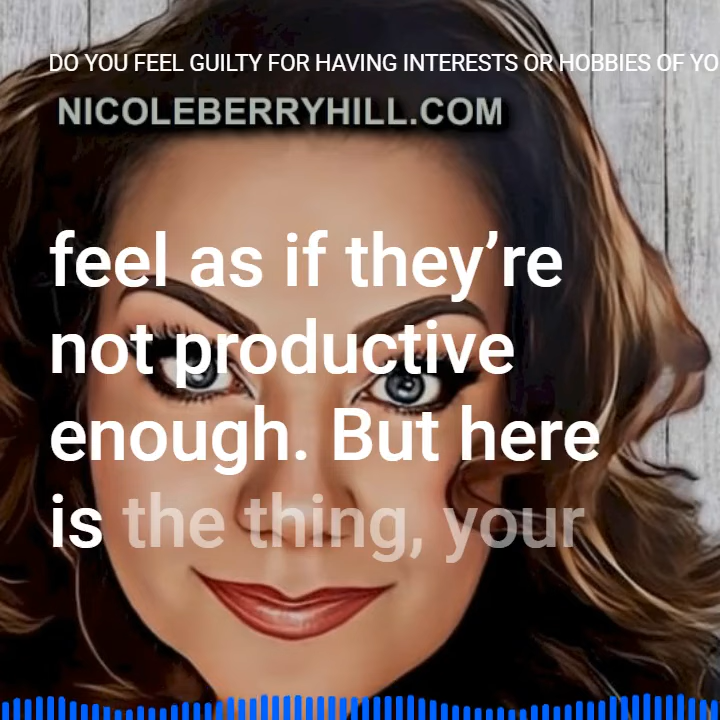 DO YOU FEEL GUILTY FOR HAVING INTERESTS OR HOBBIES OF
NICOLEBERRYHILL.COM
feel as if they’re
not productive
enough. But here
is the thing, your